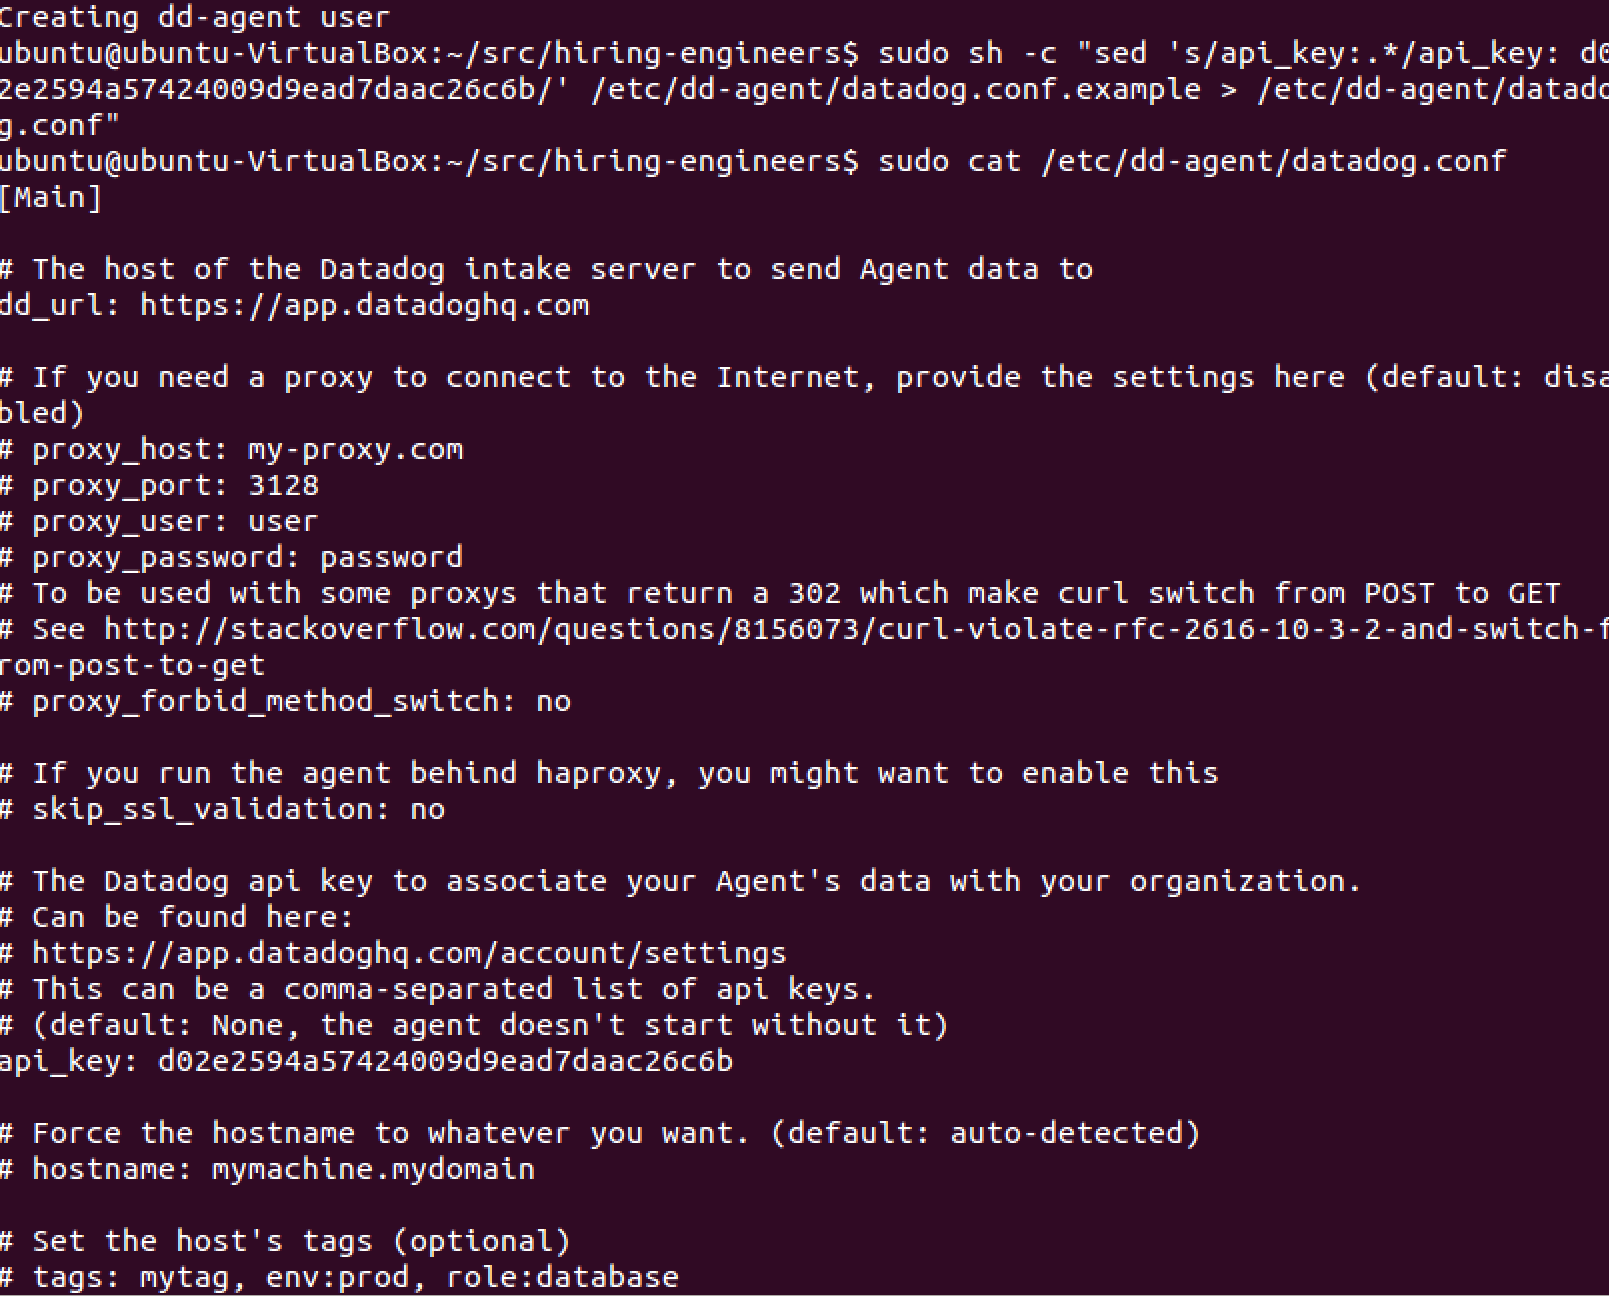 Creating dd-agent user
ubuntu@ubuntu-VirtualBox:~/src/hiring-engineers$ sudo sh -c "sed 's/api_key:.*/api_key: d0
2e2594a57424009d9ead7daac26c6b/' /etc/dd-agent/datadog.conf.example > /etc/dd-agent/datado
g.conf"
ubuntu@ubuntu-VirtualBox:~/src/hiring-engineers$ sudo cat /etc/dd-agent/datadog.conf
[Main]

# The host of the Datadog intake server to send Agent data to
dd_url: https://app.datadoghq.com

# If you need a proxy to connect to the Internet, provide the settings here (default: disa
bled)
# proxy_host: my-proxy.com
# proxy_port: 3128
# proxy_user: user
# proxy_password: password
# To be used with some proxys that return a 302 which make curl switch from POST to GET
# See http://stackoverflow.com/questions/8156073/curl-violate-rfc-2616-10-3-2-and-switch-f
rom-post-to-get
# proxy_forbid_method_switch: no

# If you run the agent behind haproxy, you might want to enable this
# skip_ssl_validation: no

# The Datadog api key to associate your Agent's data with your organization.
# Can be found here:
# https://app.datadoghq.com/account/settings
# This can be a comma-separated list of api keys.
# (default: None, the agent doesn't start without it)
api_key: d02e2594a57424009d9ead7daac26c6b

# Force the hostname to whatever you want. (default: auto-detected)
# hostname: mymachine.mydomain

# Set the host's tags (optional)
# tags: mytag, env:prod, role:database